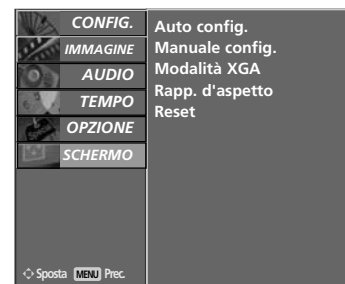 CONFIG.
IMMAGINE
AUDIO
TEMPO
OPZIONE
SCHERMO
Auto config.
Manuale config.
Modalità XGA
Rapp. d'aspetto
Reset
Sposta MENU Prec.